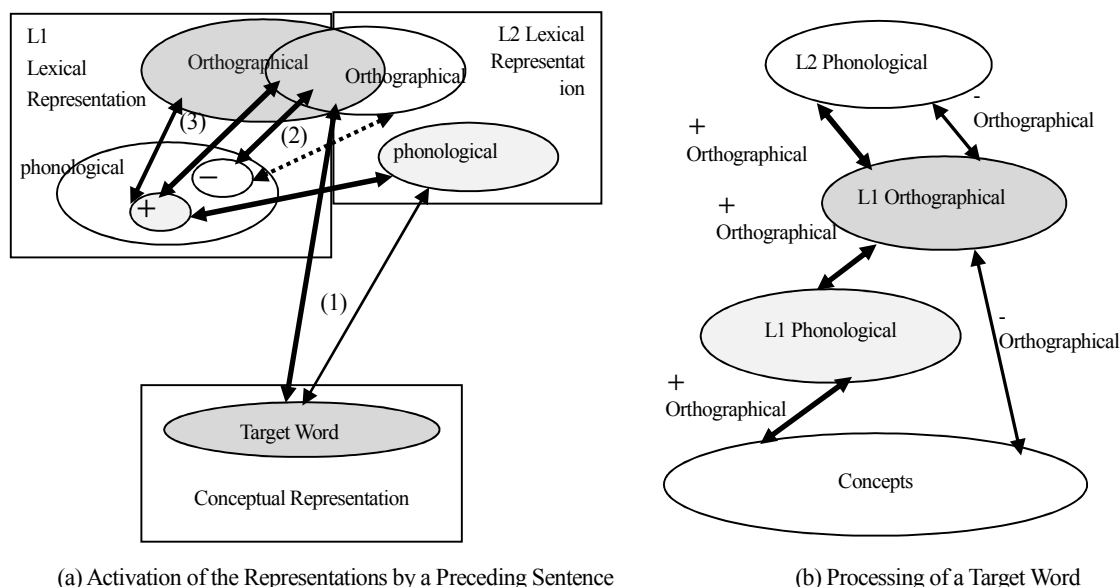 L1
Lexical
Representation
Orthographical
Orthographical
L2 Lexical
Representat
ion
(3)
(2)
phonological
phonological
−
+
(1)
Target Word
Conceptual Representation
(a) Activation of the Representations by a Preceding Sentence
L2 Phonological
+
Orthographical
-
Orthographical
L1 Orthographical
+
Orthographical
L1 Phonological
-
Orthographical
+
Orthographical
Concepts
(b) Processing of a Target Word